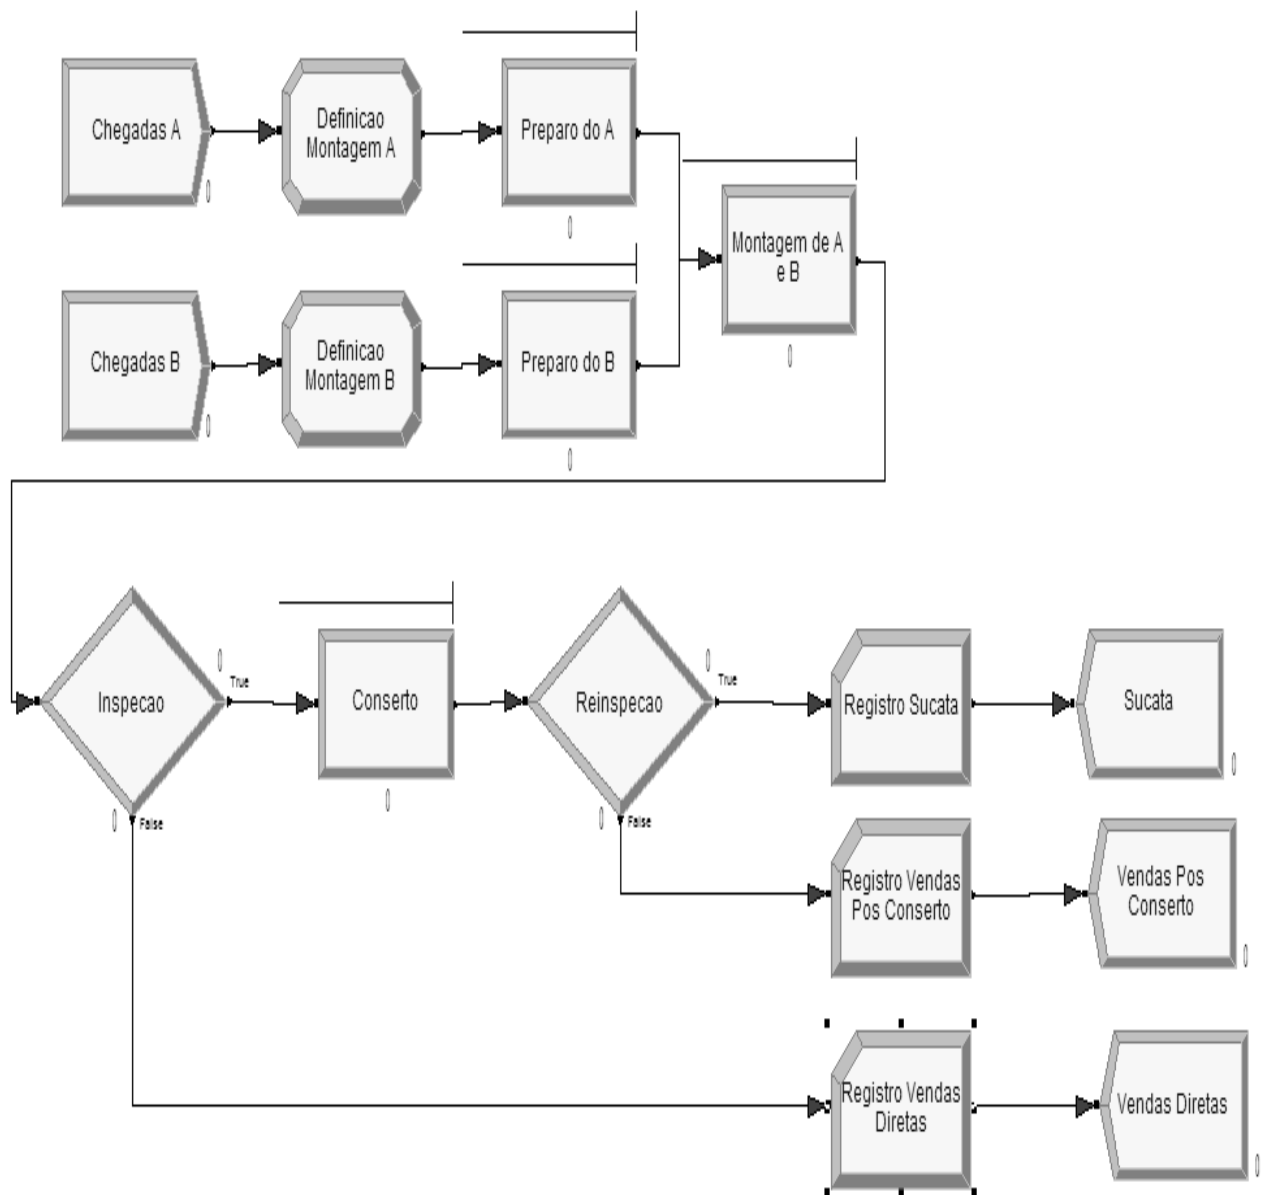 Chegadas A
0
Definicao
Montagem A
Preparo do A
0
Montagem de A
e B
0
Chegadas B
0
Definicao
Montagem B
Preparo do B
0
Inspecao
0
True
0
False
Conserto
0
Reinspecao
0
True
0
False
Registro Sucata
Sucata
0
Registro Vendas
Pos Conserto
Vendas Pos
Conserto
0
Registro Vendas
Diretas
Vendas Diretas
0